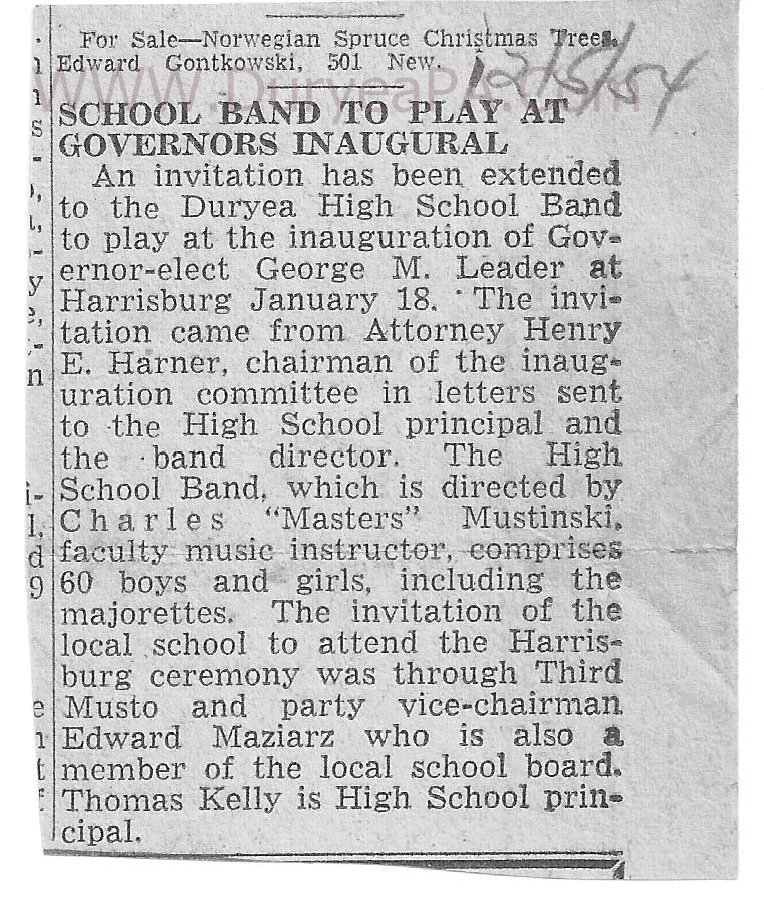 For Sale—Norwegian Spruce Christmas Trees.
Edward Gontkowski, 501 New.
12/5/54
www.DuryeaPA.com
SCHOOL BAND TO PLAY AT
GOVERNORS INAUGURAL
An invitation has been extended
to the Duryea High School Band
to play at the inauguration of Gov-
ernor-elect George M. Leader at
Harrisburg January 18. The invi-
tation came from Attorney Henry
E. Harner, chairman of the inaug-
uration committee in letters sent
to the High School principal and
the band director. The High
School Band, which is directed by
Charles "Masters" Mustinski,
faculty music instructor, comprises
60 boys and girls, including the
majorettes. The invitation of the
local school to attend the Harris-
burg ceremony was through Third
Musto and party vice-chairman
Edward Maziarz who is also a
member of the local school board.
Thomas Kelly is High School prin-
cipal.